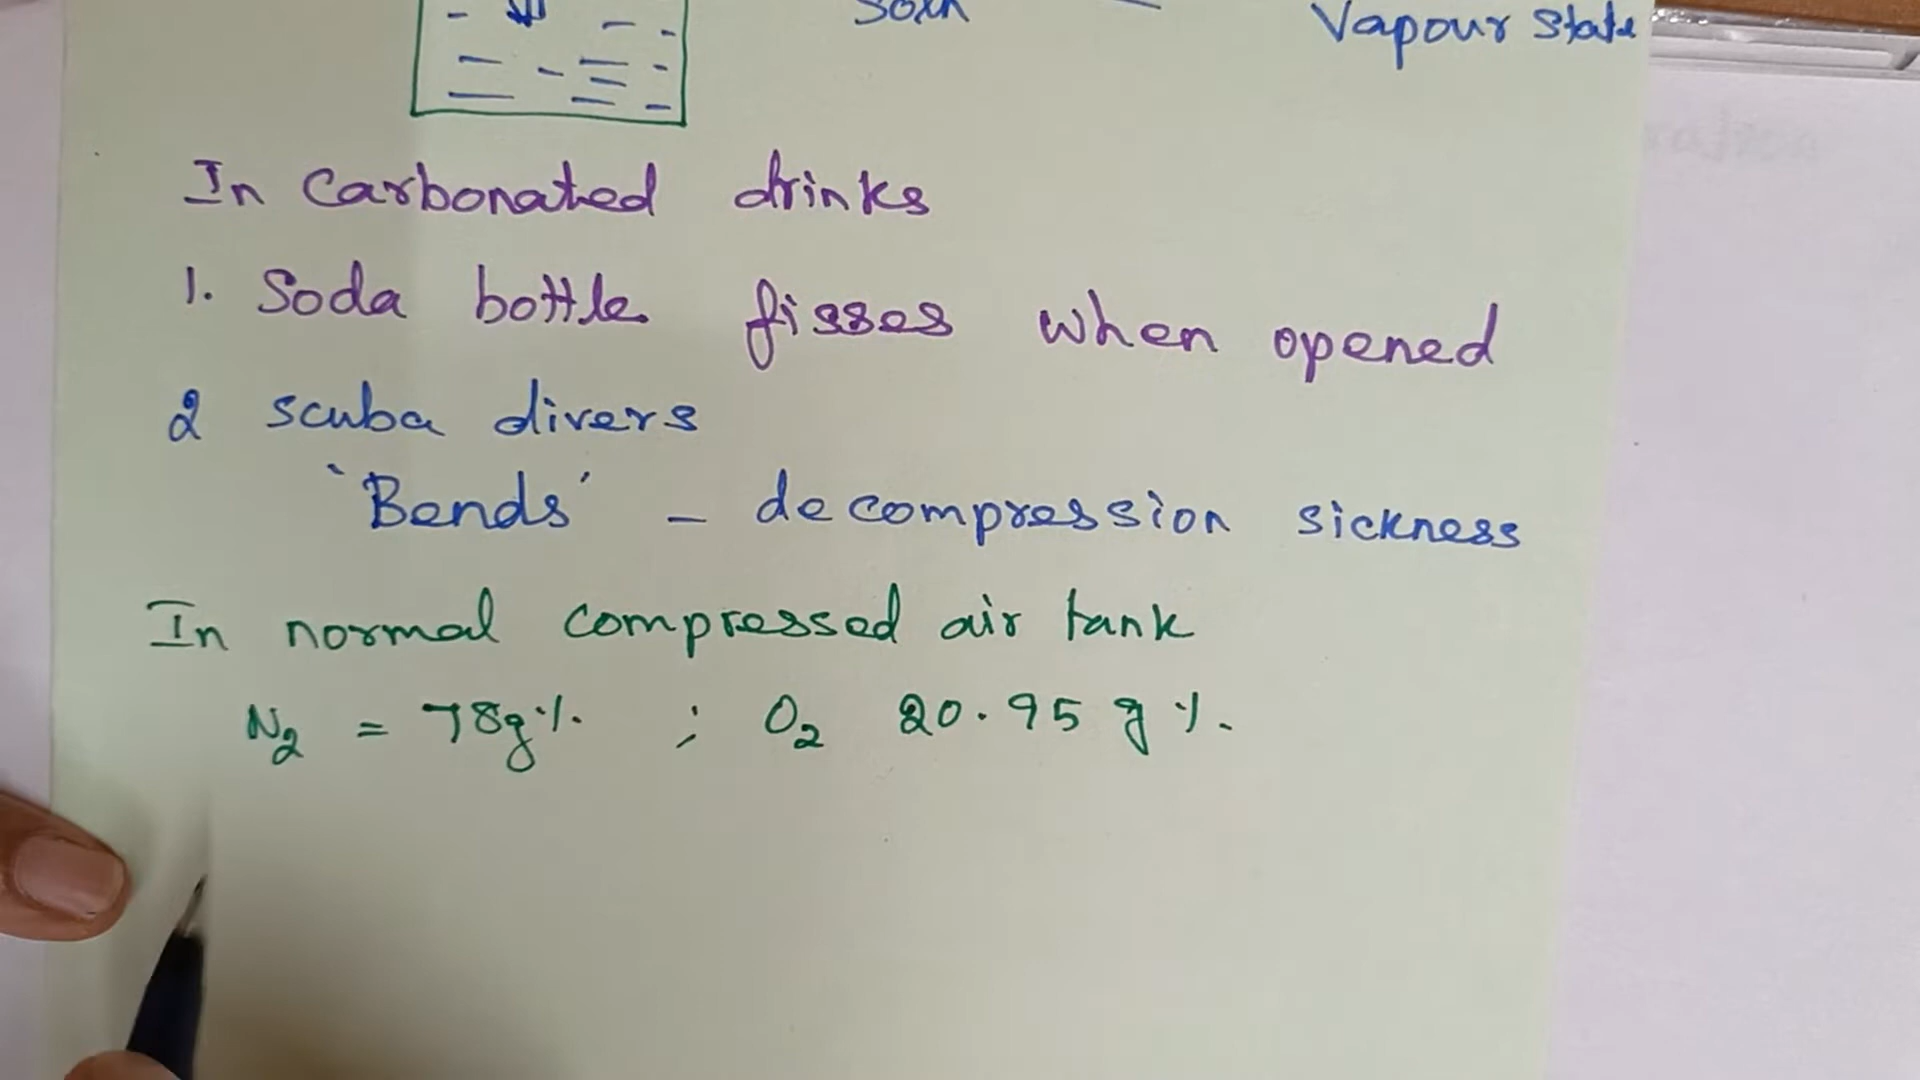 Vapour State
In Carbonated drinks
1. Soda bottle fisses when opened
2 scuba divers
'Bends' - decompression sickness
In normal compressed air tank
N2 = 78g% ; O2 20.95 g%.